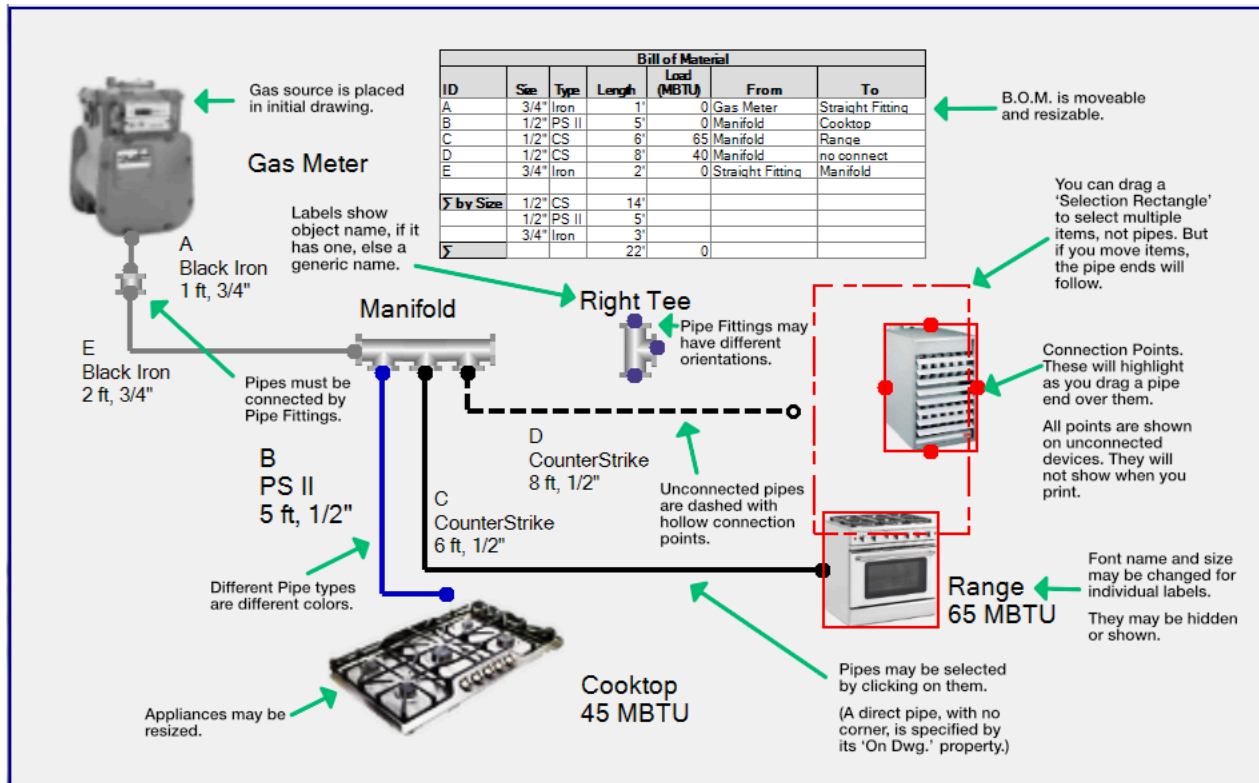 Gas source is placed
in initial drawing.
Gas Meter
Bill of Material
ID Size Type Length Load (MBTU) From To
A 3/4" Iron 1' 0 Gas Meter Straight Fitting
B 1/2" PS II 5' 0 Manifold Cooktop
C 1/2" CS 6' 65 Manifold Range
D 1/2" CS 8' 40 Manifold no connect
E 3/4" Iron 2' 0 Straight Fitting Manifold
Σ by Size 1/2" CS 14'
1/2" PS II 5'
3/4" Iron 3'
Σ 22' 0
B.O.M. is moveable
and resizable.
Labels show
object name, if it
has one, else a
generic name.
You can drag a
‘Selection Rectangle’
to select multiple
items, not pipes. But
if you move items,
the pipe ends will
follow.
A
Black Iron
1 ft, 3/4"
Manifold
Right Tee
Pipe Fittings may
have different
orientations.
E
Black Iron
2 ft, 3/4"
Pipes must be
connected by
Pipe Fittings.
Connection Points.
These will highlight
as you drag a pipe
end over them.
All points are shown
on unconnected
devices. They will
not show when you
print.
D
CounterStrike
8 ft, 1/2"
B
PS II
5 ft, 1/2"
C
CounterStrike
6 ft, 1/2"
Unconnected pipes
are dashed with
hollow connection
points.
Different Pipe types
are different colors.
Range
65 MBTU
Font name and size
may be changed for
individual labels.
They may be hidden
or shown.
Cooktop
45 MBTU
Appliances may be
resized.
Pipes may be selected
by clicking on them.
(A direct pipe, with no
corner, is specified by
its ‘On Dwg.’ property.)